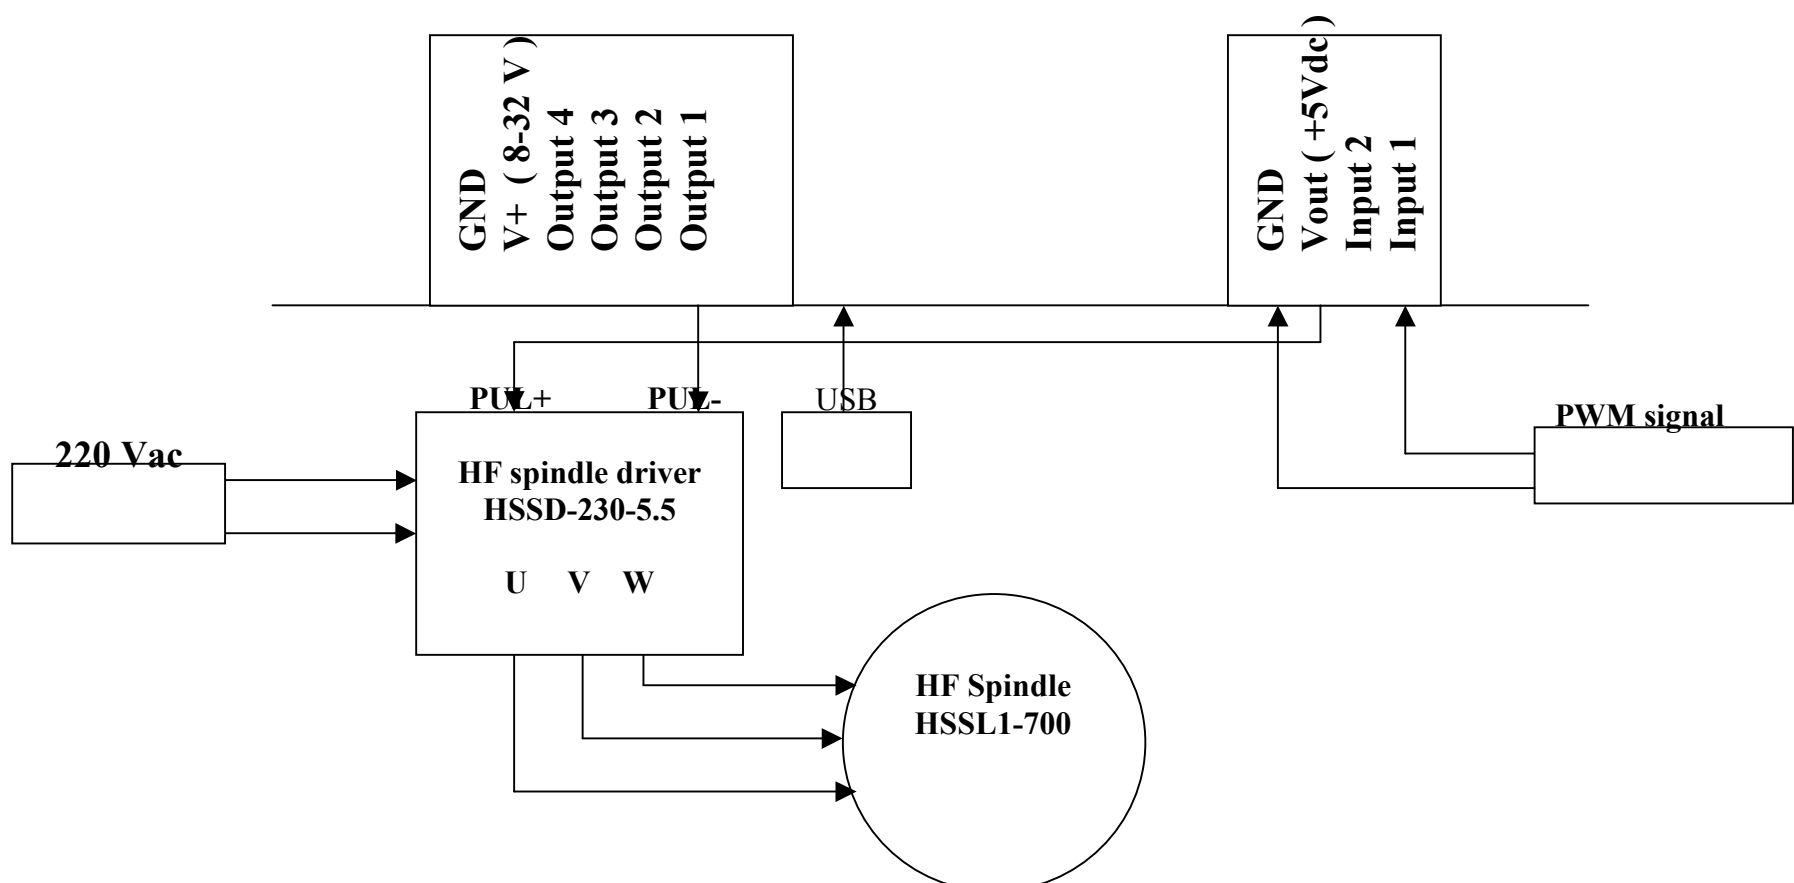 GND
V+ ( 8-32 V )
Output 4
Output 3
Output 2
Output 1
GND
Vout ( +5Vdc )
Input 2
Input 1
PUL+
PUL-
USB
PWM signal
220 Vac
HF spindle driver
HSSD-230-5.5
U V W
HF Spindle
HSSL1-700